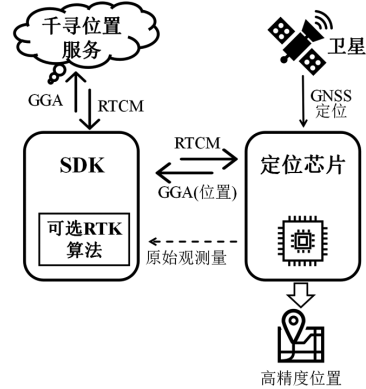 千寻位置
服务
卫星
GGA
RTCM
GNSS
定位
SDK
RTCM
GGA(位置)
定位芯片
可选RTK
算法
原始观测量
高精度位置